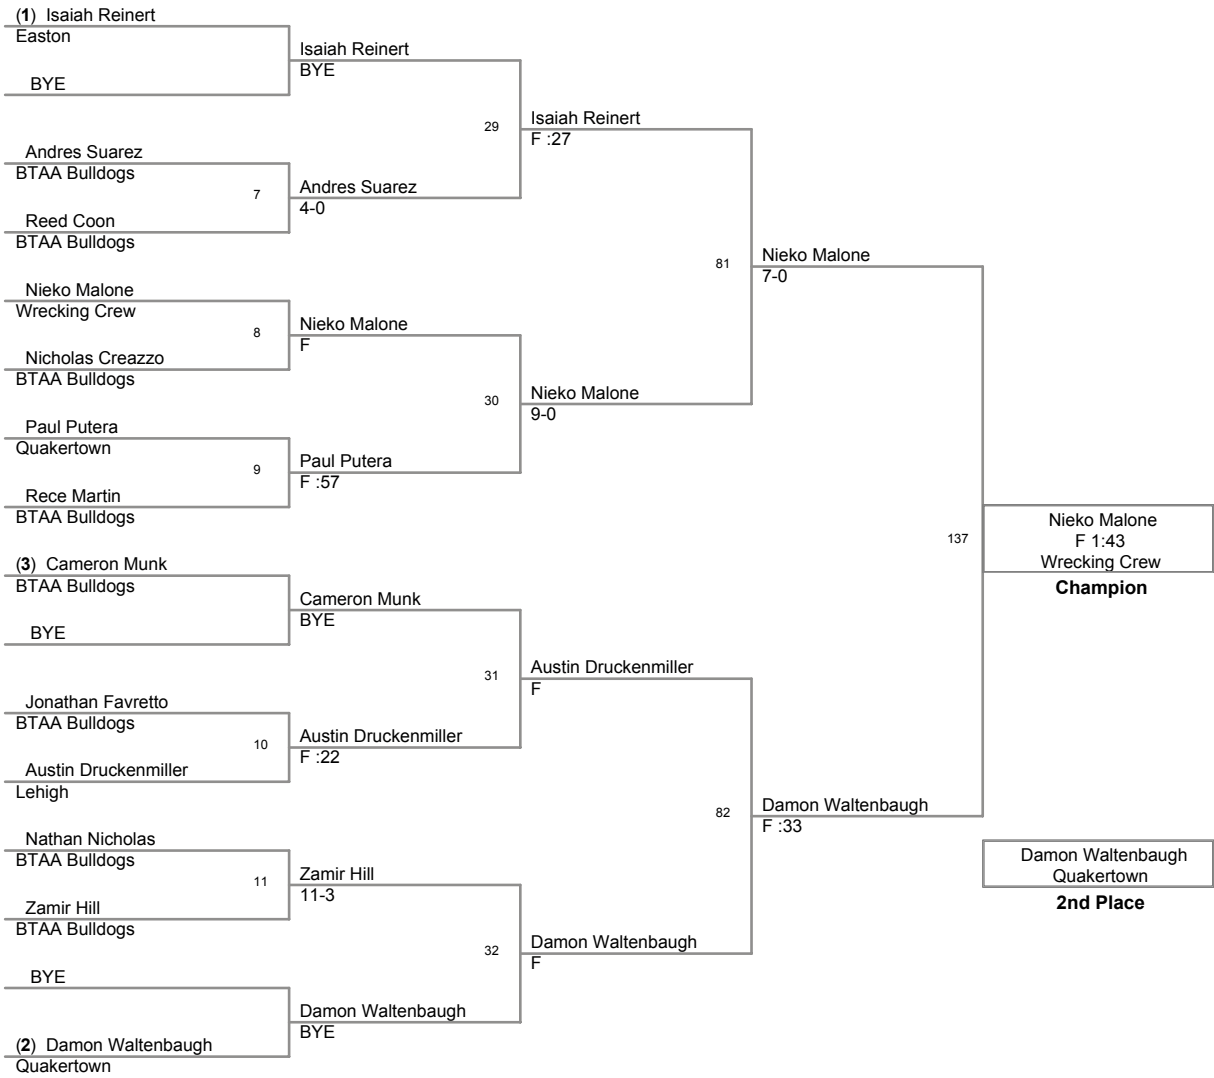 (1) Isaiah Reinert
Easton
BYE
Andres Suarez
BTAA Bulldogs
7
Reed Coon
BTAA Bulldogs
Nieko Malone
Wrecking Crew
8
Nicholas Creazzo
BTAA Bulldogs
Paul Putera
Quakertown
9
Rece Martin
BTAA Bulldogs
(3) Cameron Munk
BTAA Bulldogs
BYE
Jonathan Favretto
BTAA Bulldogs
10
Austin Druckenmiller
Lehigh
Nathan Nicholas
BTAA Bulldogs
11
Zamir Hill
BTAA Bulldogs
BYE
(2) Damon Waltenbaugh
Quakertown
Isaiah Reinert
BYE
29
Andres Suarez
4-0
Nieko Malone
F
30
Paul Putera
F :57
Cameron Munk
BYE
31
Austin Druckenmiller
F :22
Zamir Hill
11-3
32
Damon Waltenbaugh
BYE
Isaiah Reinert
F :27
81
Nieko Malone
9-0
Austin Druckenmiller
F
82
Damon Waltenbaugh
F
Nieko Malone
7-0
137
Damon Waltenbaugh
F :33
Nieko Malone
F 1:43
Wrecking Crew
Champion
Damon Waltenbaugh
Quakertown
2nd Place